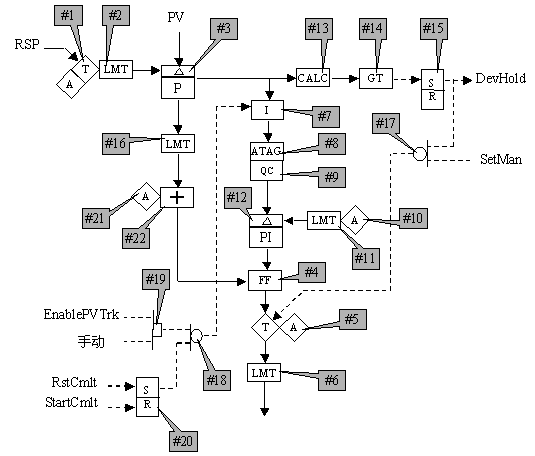 #1 #2 PV #3 #13 #14 #15
RSP T LMT △ CALC GT S DevHold
A P R
I #7 #17
#16 LMT ATAG #8 SetMan
QC #9
#21 A + #12 △ LMT A #10
#22 PI #11
#19 FF #4
EnablePVTrk
手动 T A #5
#18
RstCmlt S LMT #6
StartCmlt R
#20